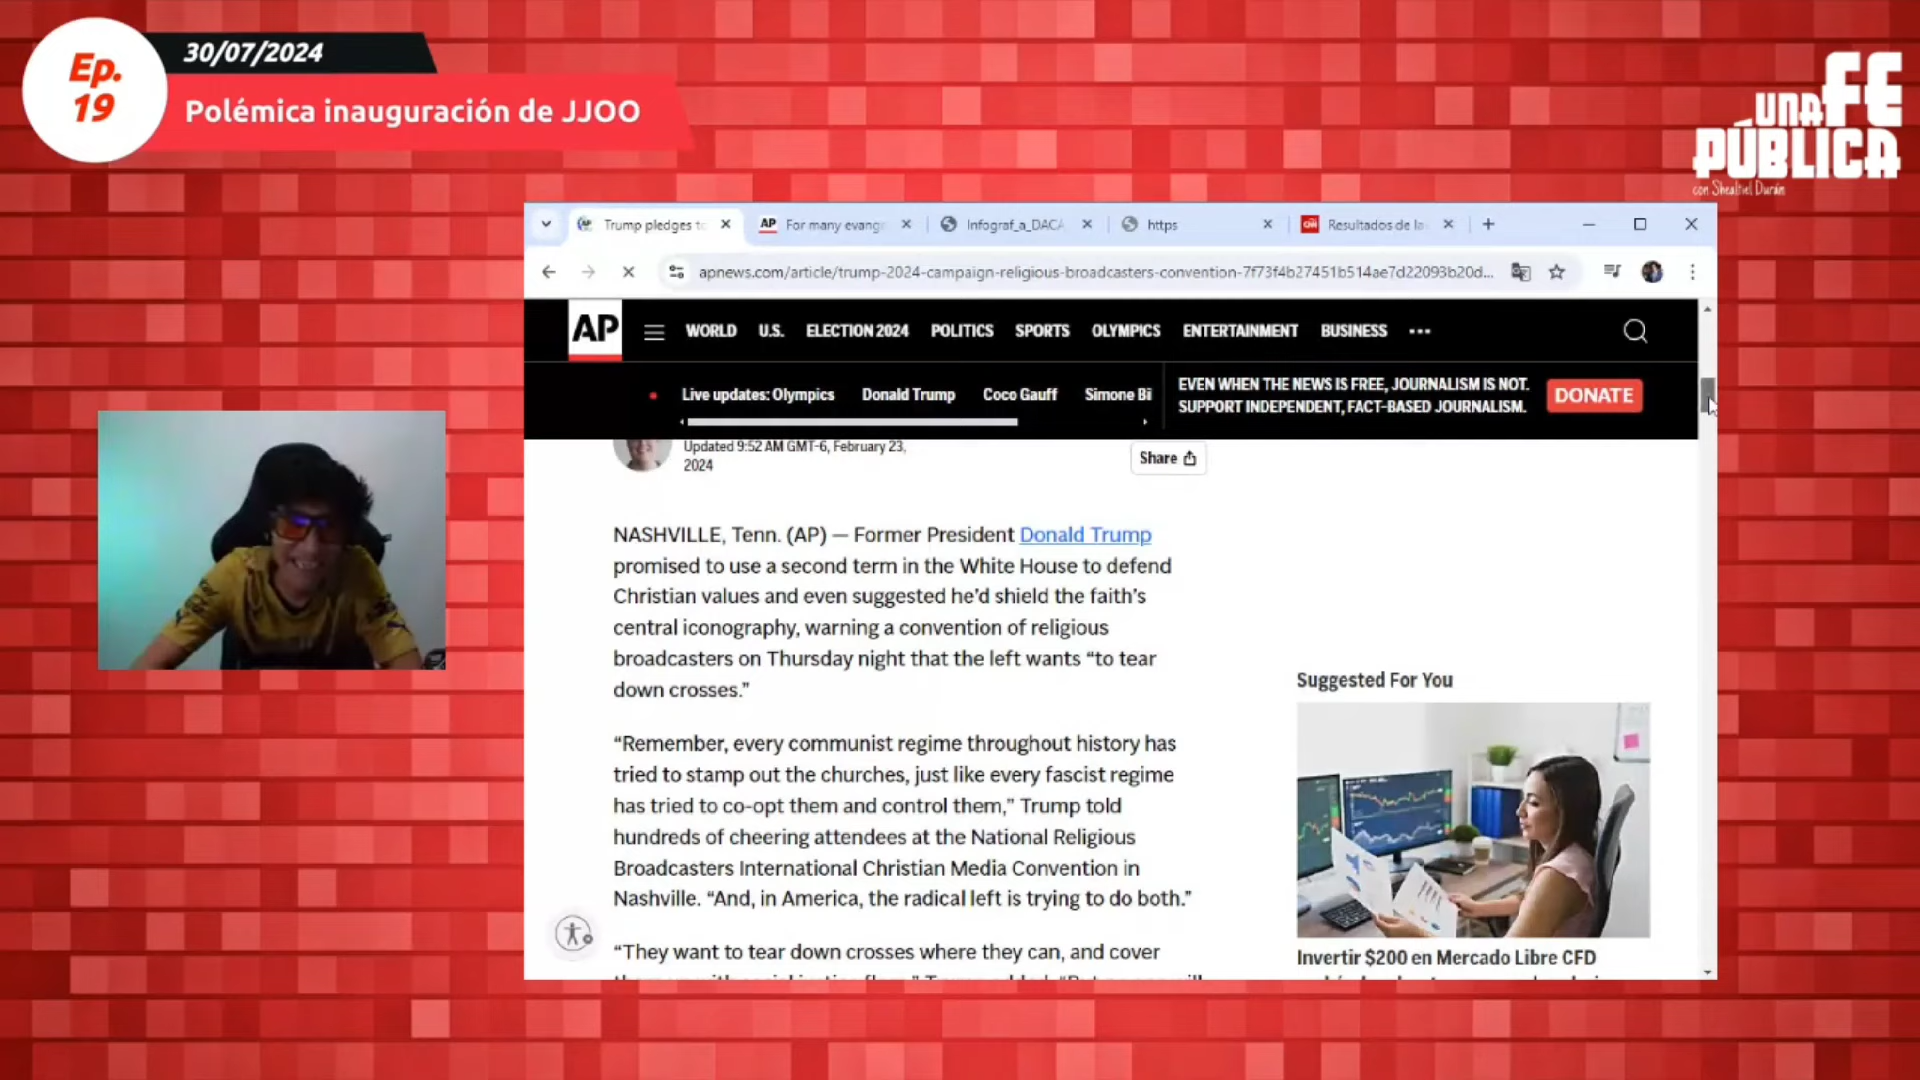 Ep.
19
30/07/2024
Polémica inauguración de JJOO
UNA FE
PÚBLICA
con Shealtiel Durán
Trump pledges to
For many evang
Infograf_a_DACA
https
Resultados de la
apnews.com/article/trump-2024-campaign-religious-broadcasters-convention-7f73f4b27451b514ae7d22093b20d...
AP
WORLD
U.S.
ELECTION 2024
POLITICS
SPORTS
OLYMPICS
ENTERTAINMENT
BUSINESS
Live updates: Olympics
Donald Trump
Coco Gauff
Simone Bi
EVEN WHEN THE NEWS IS FREE, JOURNALISM IS NOT.
SUPPORT INDEPENDENT, FACT-BASED JOURNALISM.
DONATE
Updated 9:52 AM GMT-6, February 23,
2024
Share
NASHVILLE, Tenn. (AP) — Former President Donald Trump
promised to use a second term in the White House to defend
Christian values and even suggested he’d shield the faith’s
central iconography, warning a convention of religious
broadcasters on Thursday night that the left wants “to tear
down crosses.”
“Remember, every communist regime throughout history has
tried to stamp out the churches, just like every fascist regime
has tried to co-opt them and control them,” Trump told
hundreds of cheering attendees at the National Religious
Broadcasters International Christian Media Convention in
Nashville. “And, in America, the radical left is trying to do both.”
“They want to tear down crosses where they can, and cover
Suggested For You
Invertir $200 en Mercado Libre CFD